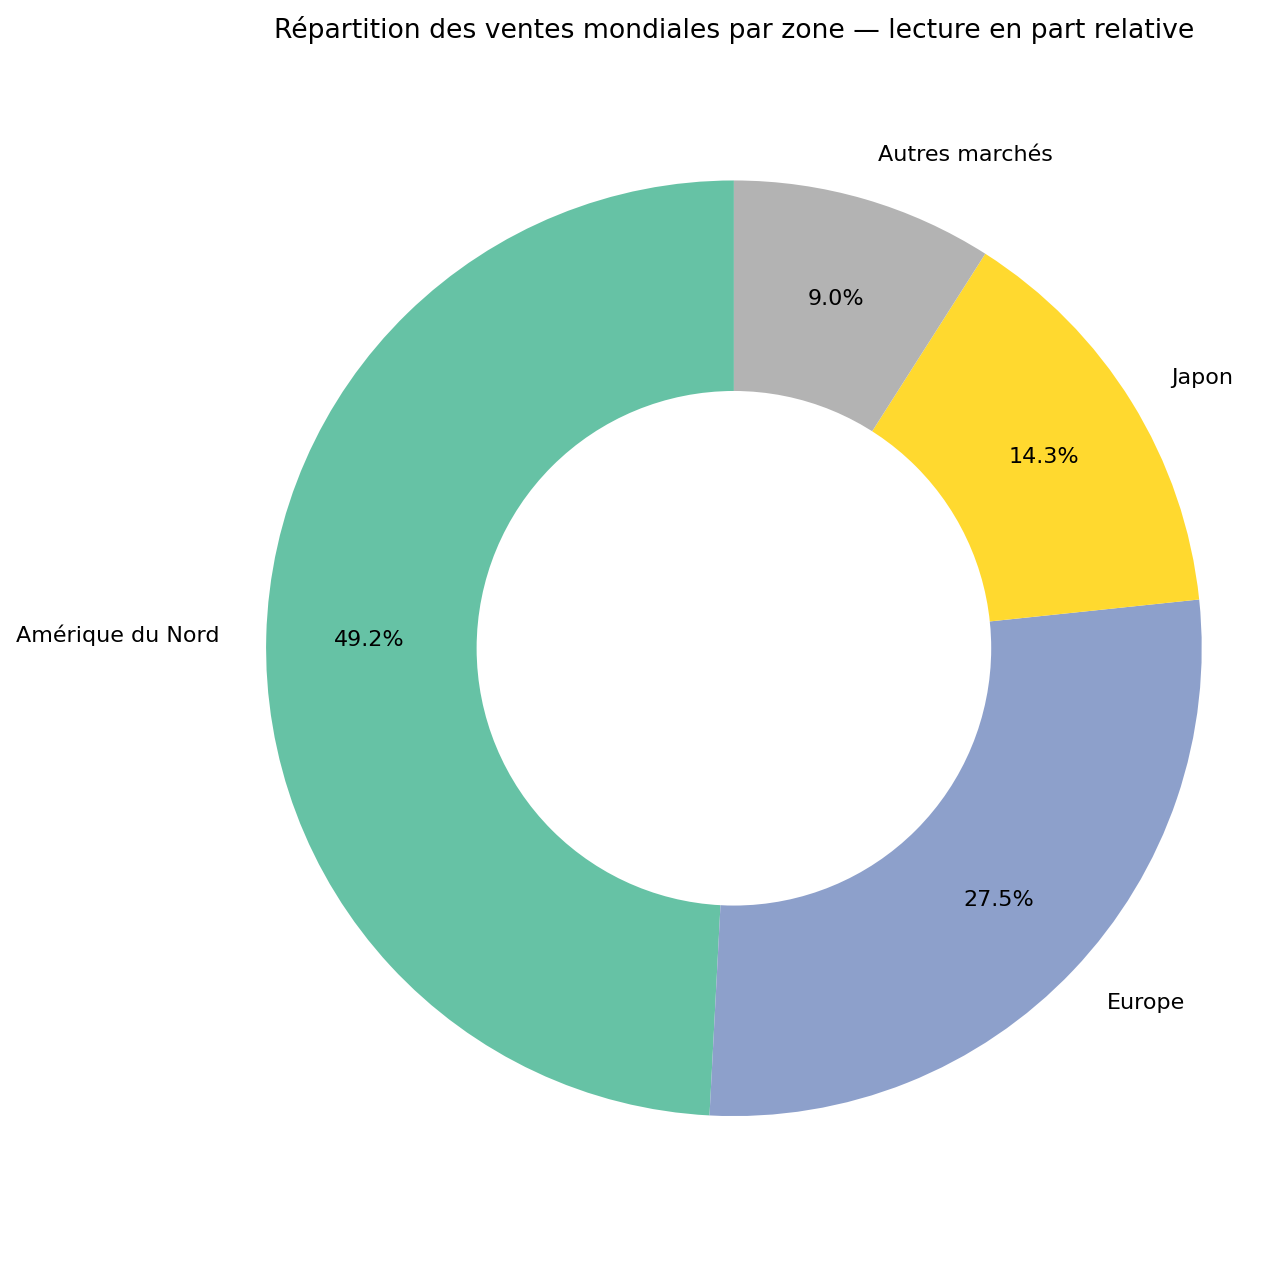 Répartition des ventes mondiales par zone — lecture en part relative
Autres marchés
9.0%
Japon
14.3%
Amérique du Nord
49.2%
27.5%
Europe